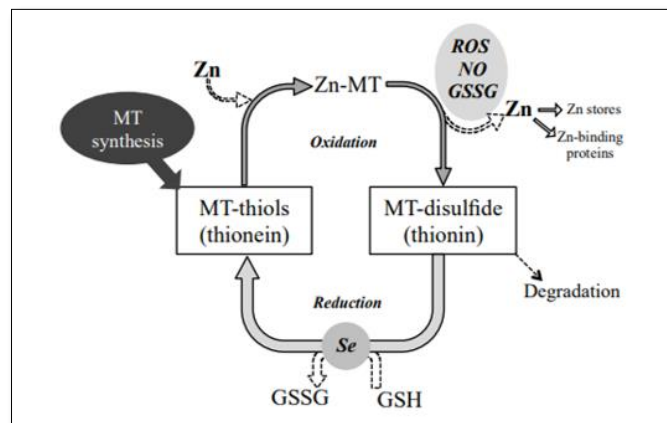 ROS
NO
GSSG
Zn
Zn-MT
Zn
Zn stores
Zn-binding
proteins
MT
synthesis
Oxidation
MT-thiols
(thionein)
MT-disulfide
(thionin)
Degradation
Reduction
Se
GSSG
GSH